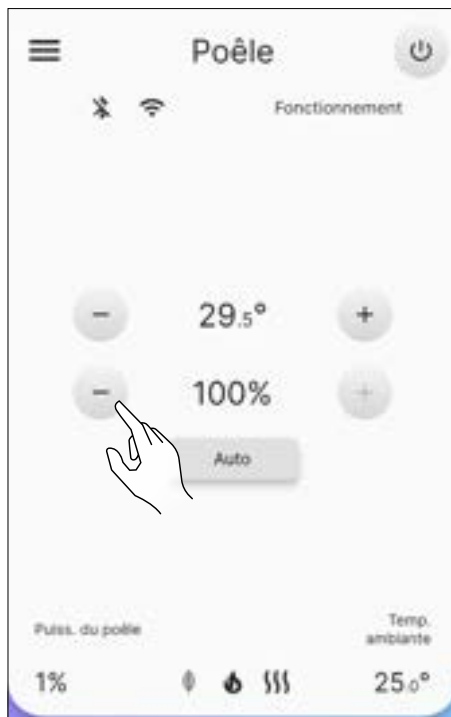 Poêle
Fonctionnement
29.5°
100%
Auto
Puiss. du poêle
Temp.
ambiante
1%
25.0°